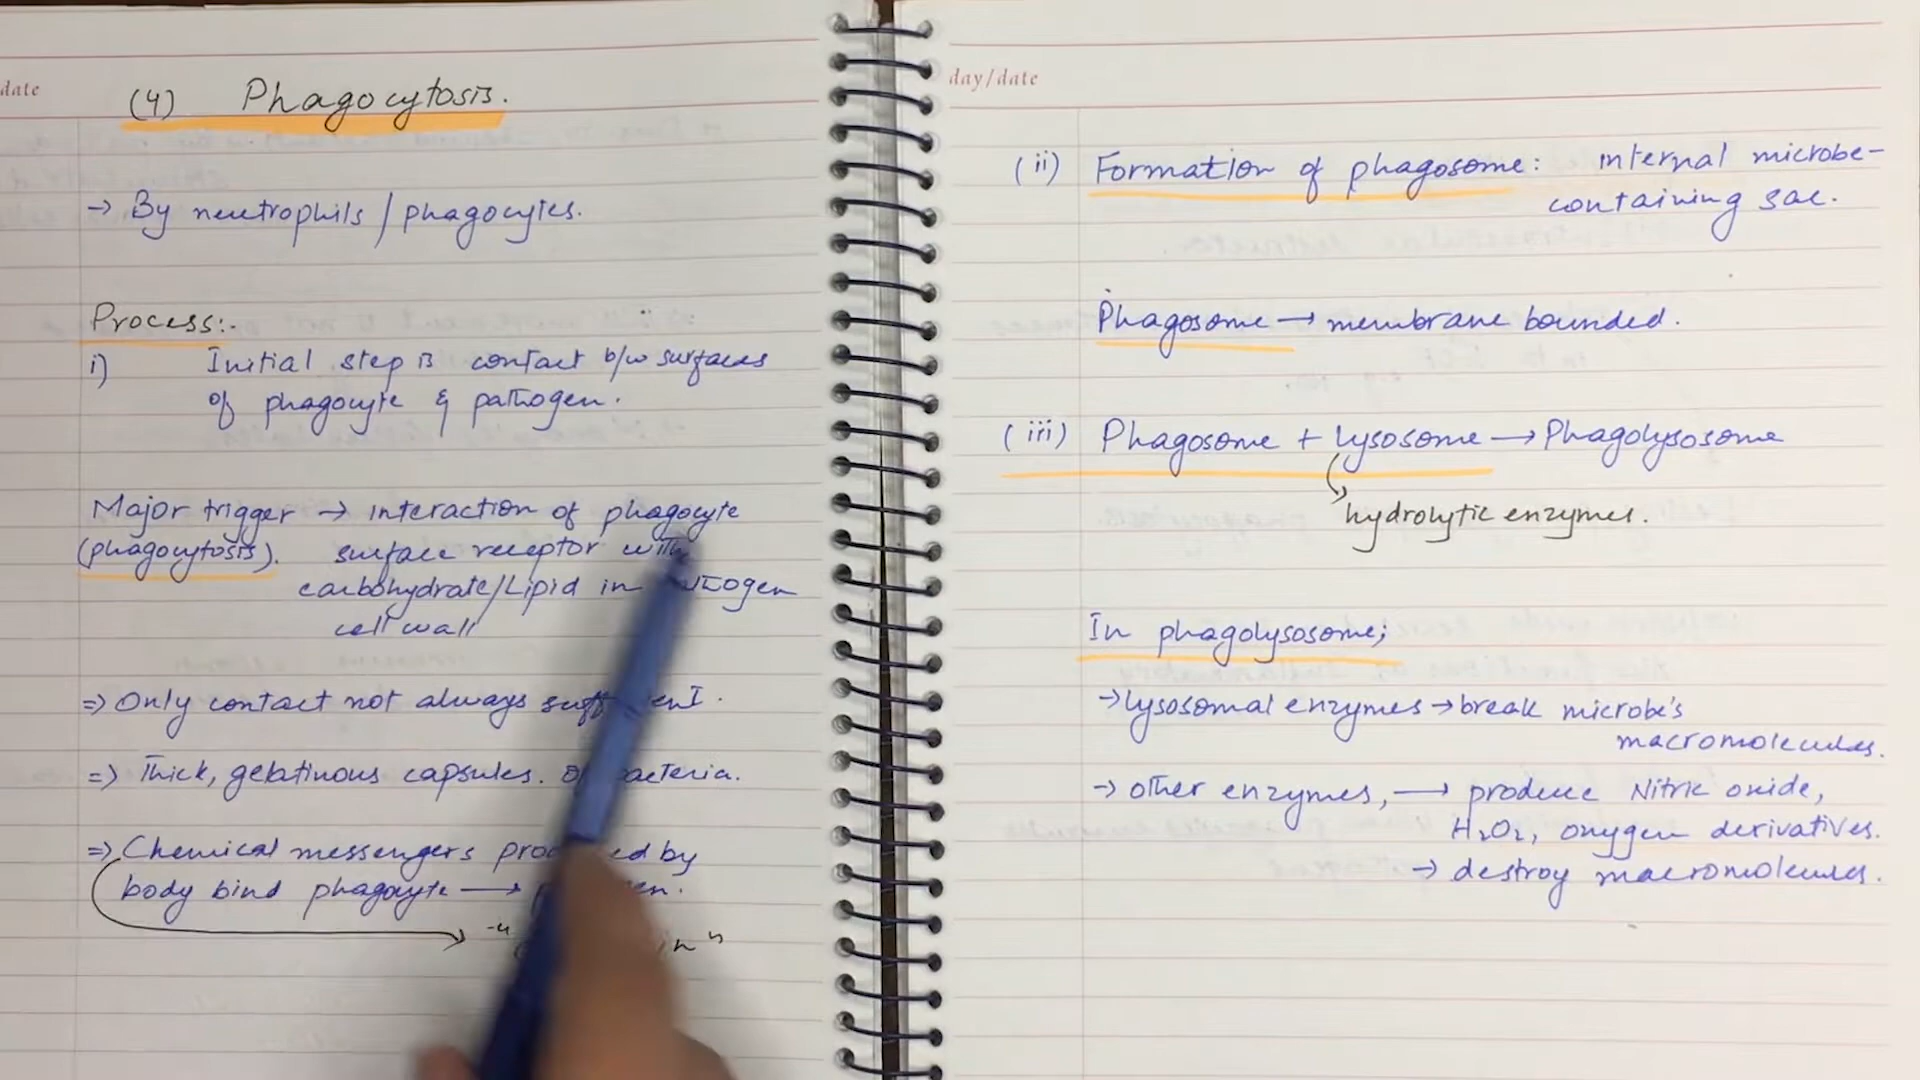 date
(4) Phagocytosis.
→ By neutrophils / phagocytes.
Process:-
i) Initial step is contact b/w surfaces
of phagocyte & pathogen.
Major trigger → interaction of phagocyte
(phagocytosis). surface receptor with
carbohydrate/Lipid in
cell wall
⇒ Only contact not always
⇒ Thick, gelatinous capsules.
⇒ Chemical messengers by
body bind phagocyte →
day/date
(ii) Formation of phagosome: internal microbe-
containing sac.
Phagosome → membrane bounded.
(iii) Phagosome + lysosome → Phagolysosome
hydrolytic enzymes.
In phagolysosome;
→ lysosomal enzymes → break microbe's
macromolecules.
→ other enzymes, → produce Nitric oxide,
H₂O₂, oxygen derivatives.
→ destroy macromolecules.